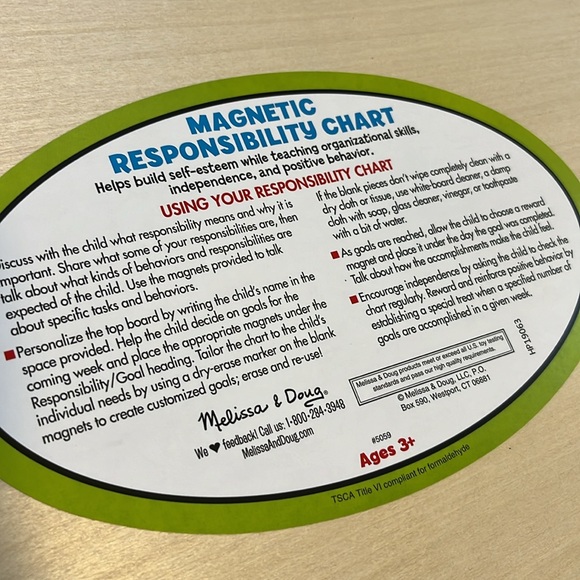 MAGNETIC
RESPONSIBILITY CHART
Helps build self-esteem while teaching organizational skills,
independence, and positive behavior.
USING YOUR RESPONSIBILITY CHART
iscuss with the child what responsibility means and why it is
mportant. Share what some of your responsibilities are, then
talk about what kinds of behaviors and responsibilities are
expected of the child. Use the magnets provided to talk
about specific tasks and behaviors.
■ Personalize the top board by writing the child's name in the
space provided. Help the child decide on goals for the
coming week and place the appropriate magnets under the
Responsibility/Goal heading. Tailor the chart to the child's
individual needs by using a dry-erase marker on the blank
magnets to create customized goals; erase and re-use!
If the blank pieces don't wipe completely clean with a
dry cloth or tissue, use white-board cleaner, a damp
cloth with soap, glass cleaner, vinegar, or toothpaste
with a bit of water.
■ As goals are reached, allow the child to choose a reward
magnet and place it under the day the goal was completed.
Talk about how the accomplishments make the child feel.
■ Encourage independence by asking the child to check the
chart regularly. Reward and reinforce positive behavior by
establishing a special treat when a specified number of
goals are accomplished in a given week.
Melissa & Doug®
We ♥ feedback! Call us: 1-800-284-3948
MelissaAndDoug.com
Melissa & Doug products meet or exceed all U.S. toy testing
standards and pass our high quality requirements.
© Melissa & Doug, LLC, P.O.
Box 590, Westport, CT 06881
HP19063
#5059
Ages 3+
TSCA Title VI compliant for formaldehyde